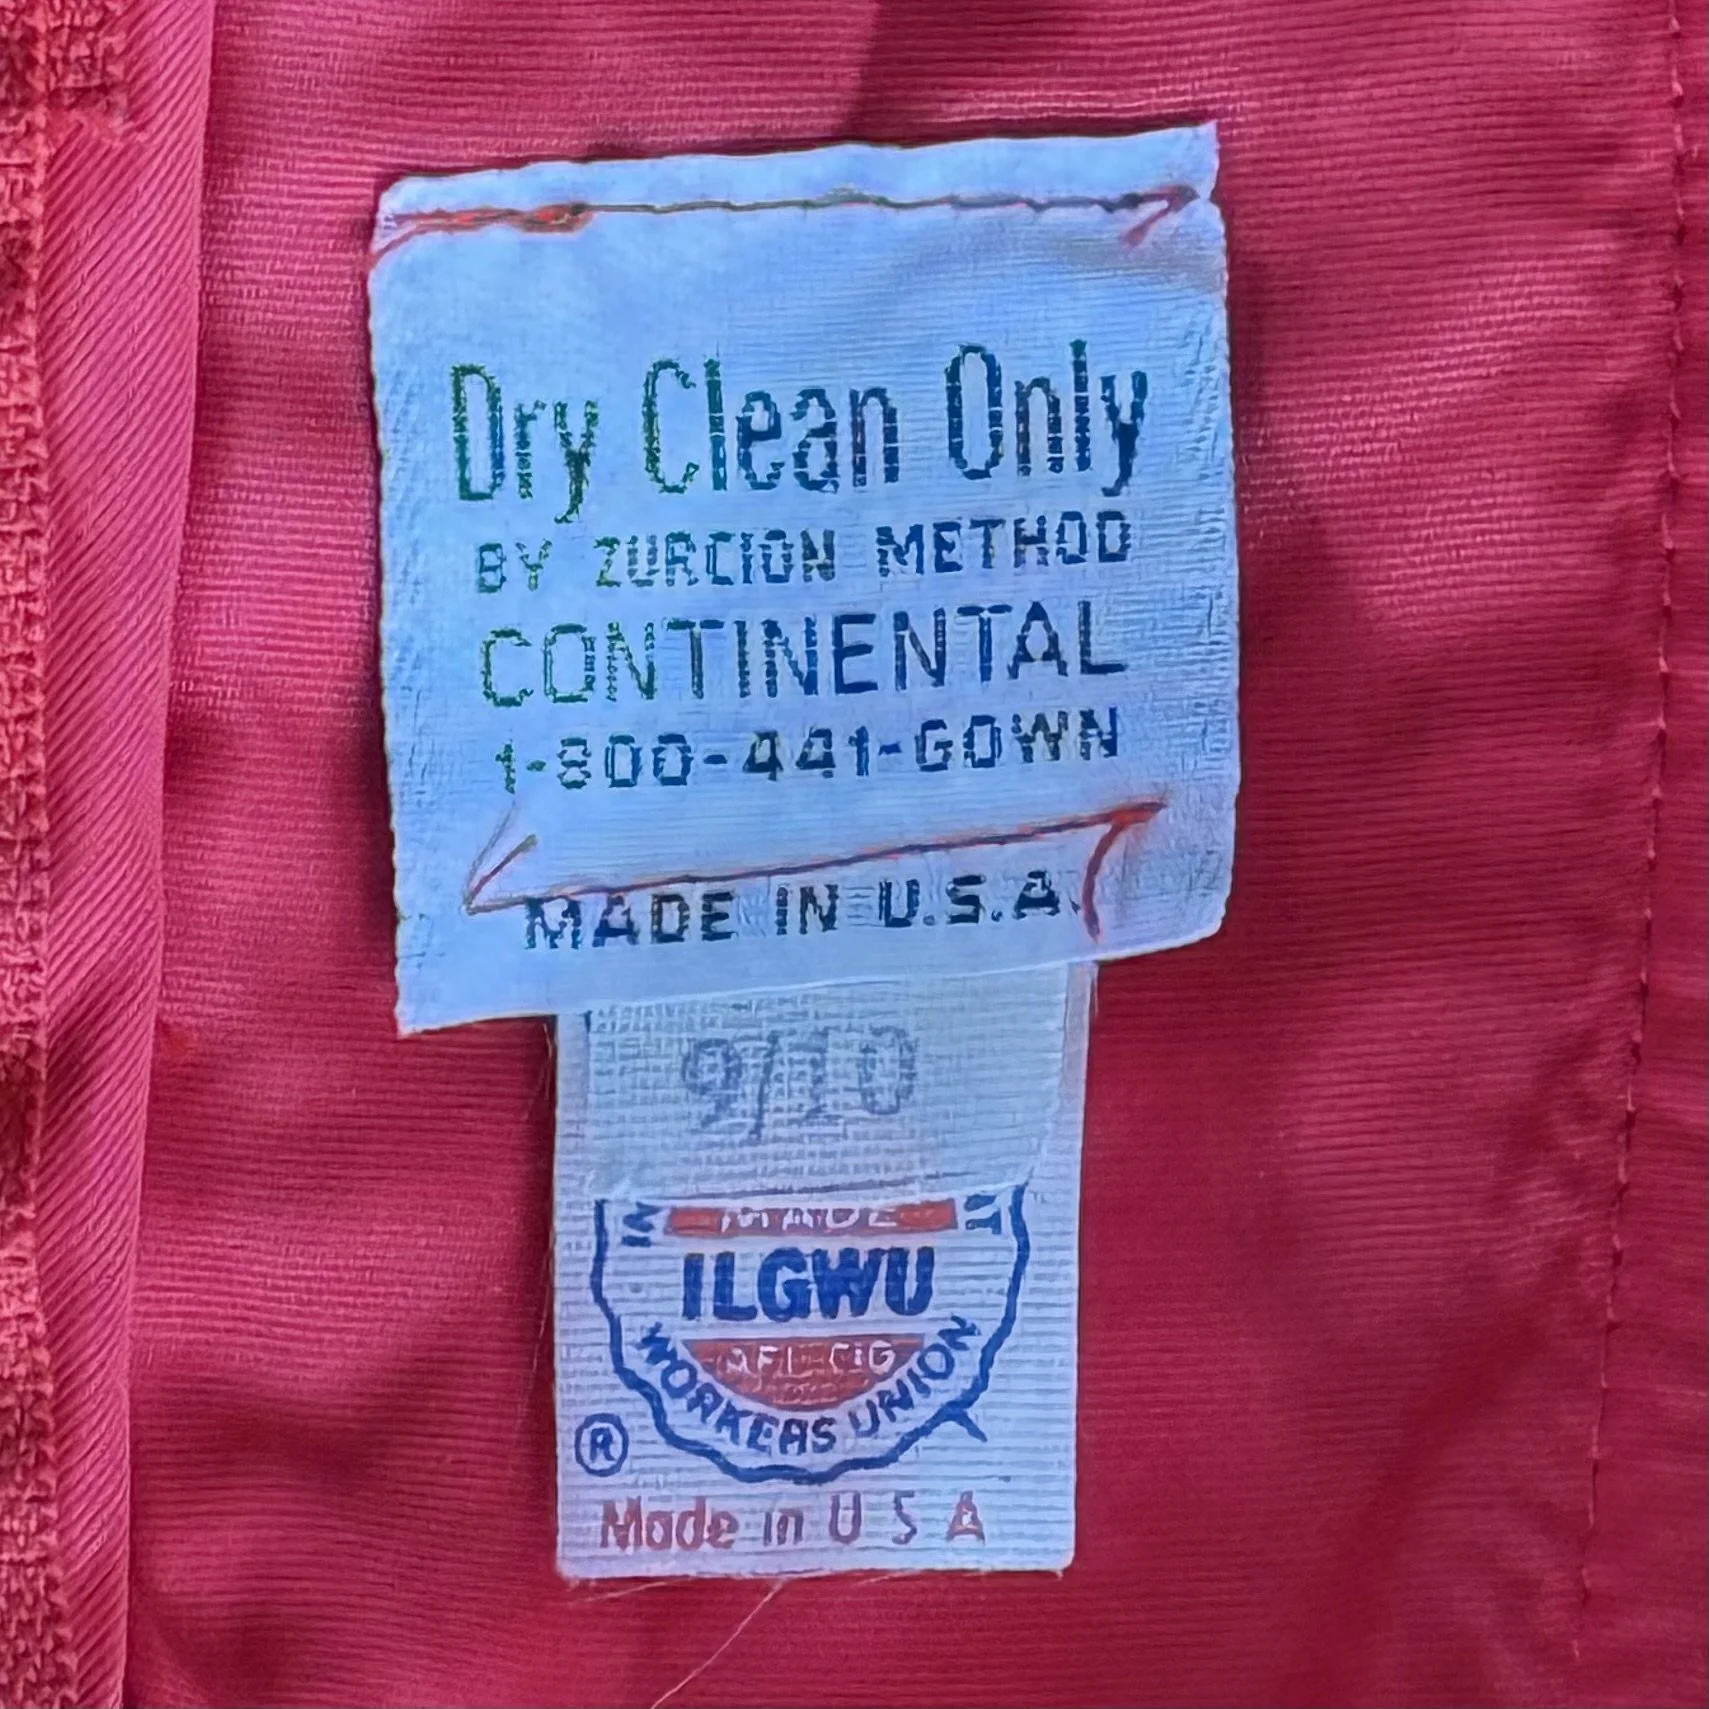 Dry Clean Only
BY ZURCION METHOD
CONTINENTAL
1-800-441-GOWN
MADE IN U.S.A.
9/10
MADE
ILGWU
AFL-CIO
WORKERS UNION
®
Made in U S A